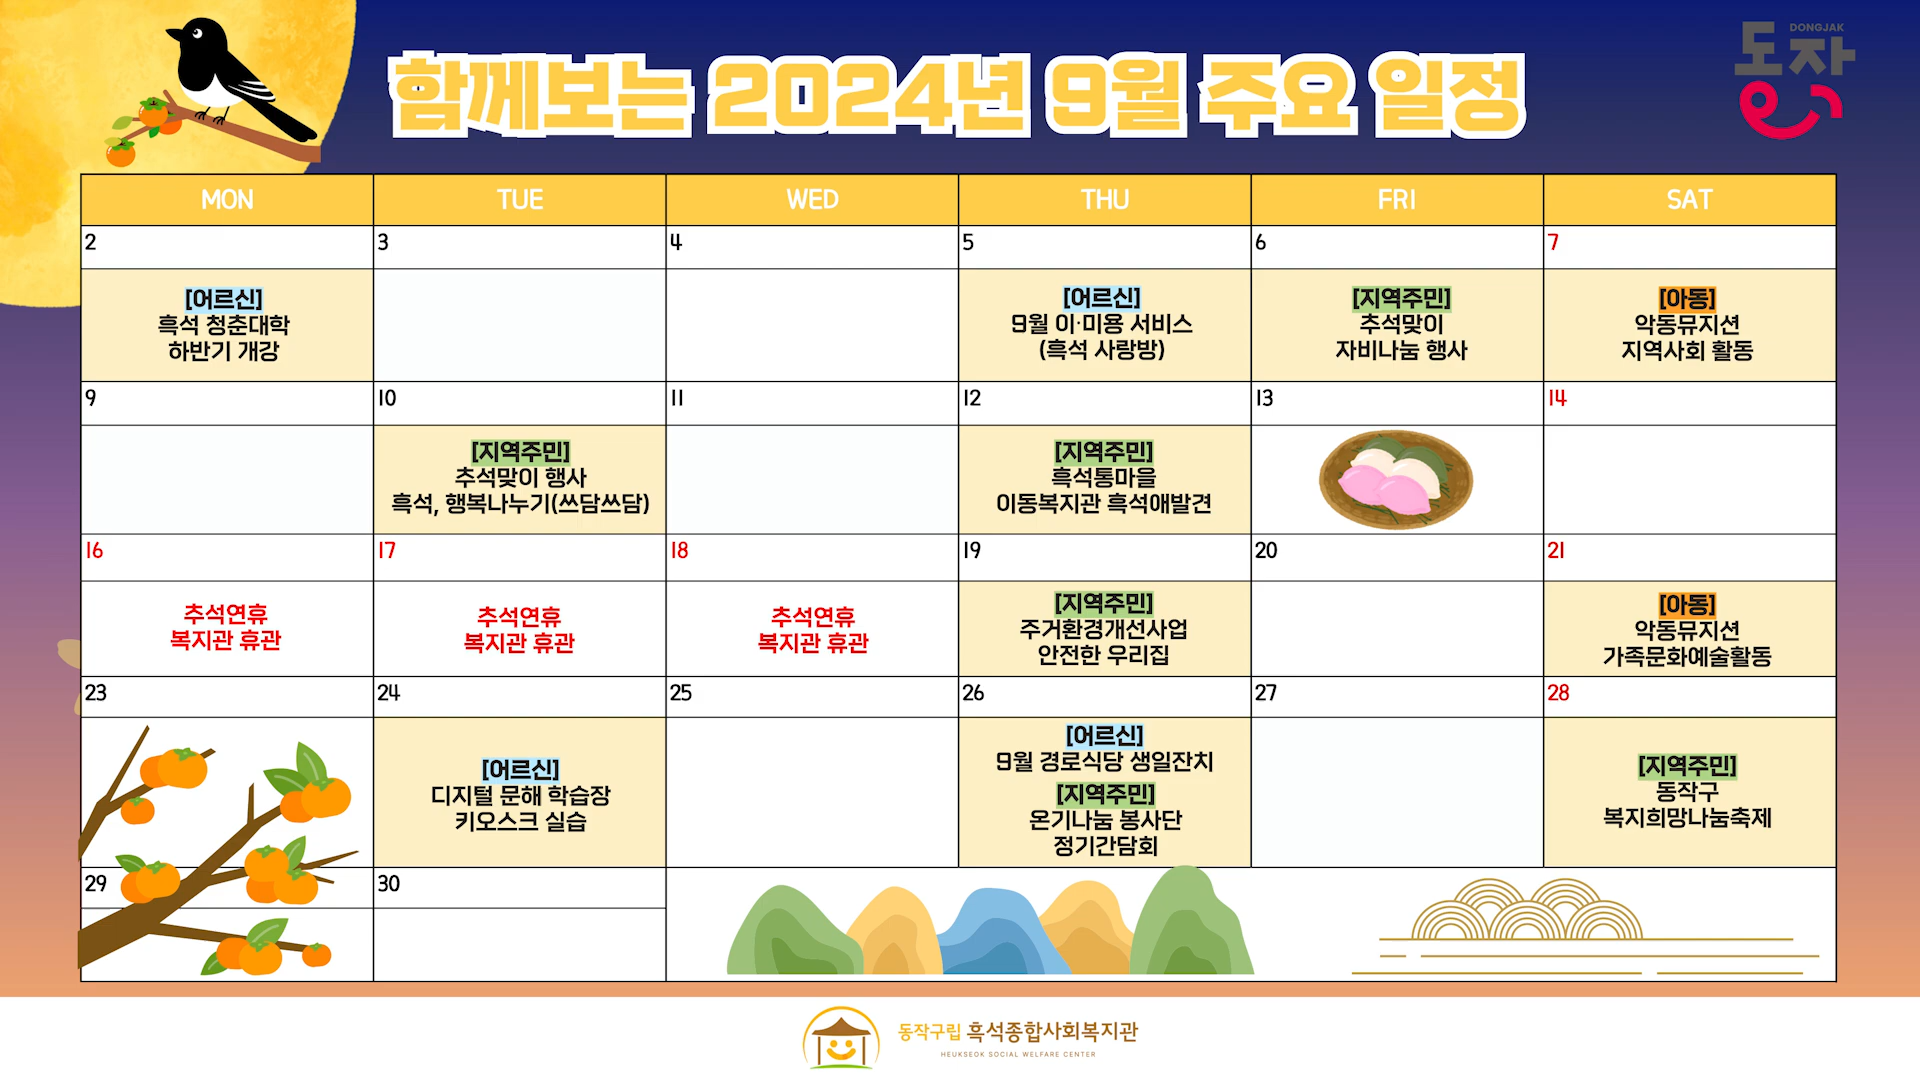 함께보는 2024년 9월 주요 일정
DONGJAK
도자
MON TUE WED THU FRI SAT
2 3 4 5 6 7
[어르신]
흑석 청춘대학
하반기 개강
[어르신]
9월 이·미용 서비스
(흑석 사랑방)
[지역주민]
추석맞이
자비나눔 행사
[아동]
악동뮤지션
지역사회 활동
9 10 11 12 13 14
[지역주민]
추석맞이 행사
흑석, 행복나누기(쓰담쓰담)
[지역주민]
흑석통마을
이동복지관 흑석애발견
16 17 18 19 20 21
추석연휴
복지관 휴관
추석연휴
복지관 휴관
추석연휴
복지관 휴관
[지역주민]
주거환경개선사업
안전한 우리집
[아동]
악동뮤지션
가족문화예술활동
23 24 25 26 27 28
[어르신]
디지털 문해 학습장
키오스크 실습
[어르신]
9월 경로식당 생일잔치
[지역주민]
온기나눔 봉사단
정기간담회
[지역주민]
동작구
복지희망나눔축제
29 30
동작구립 흑석종합사회복지관
HEUKSEOK SOCIAL WELFARE CENTER